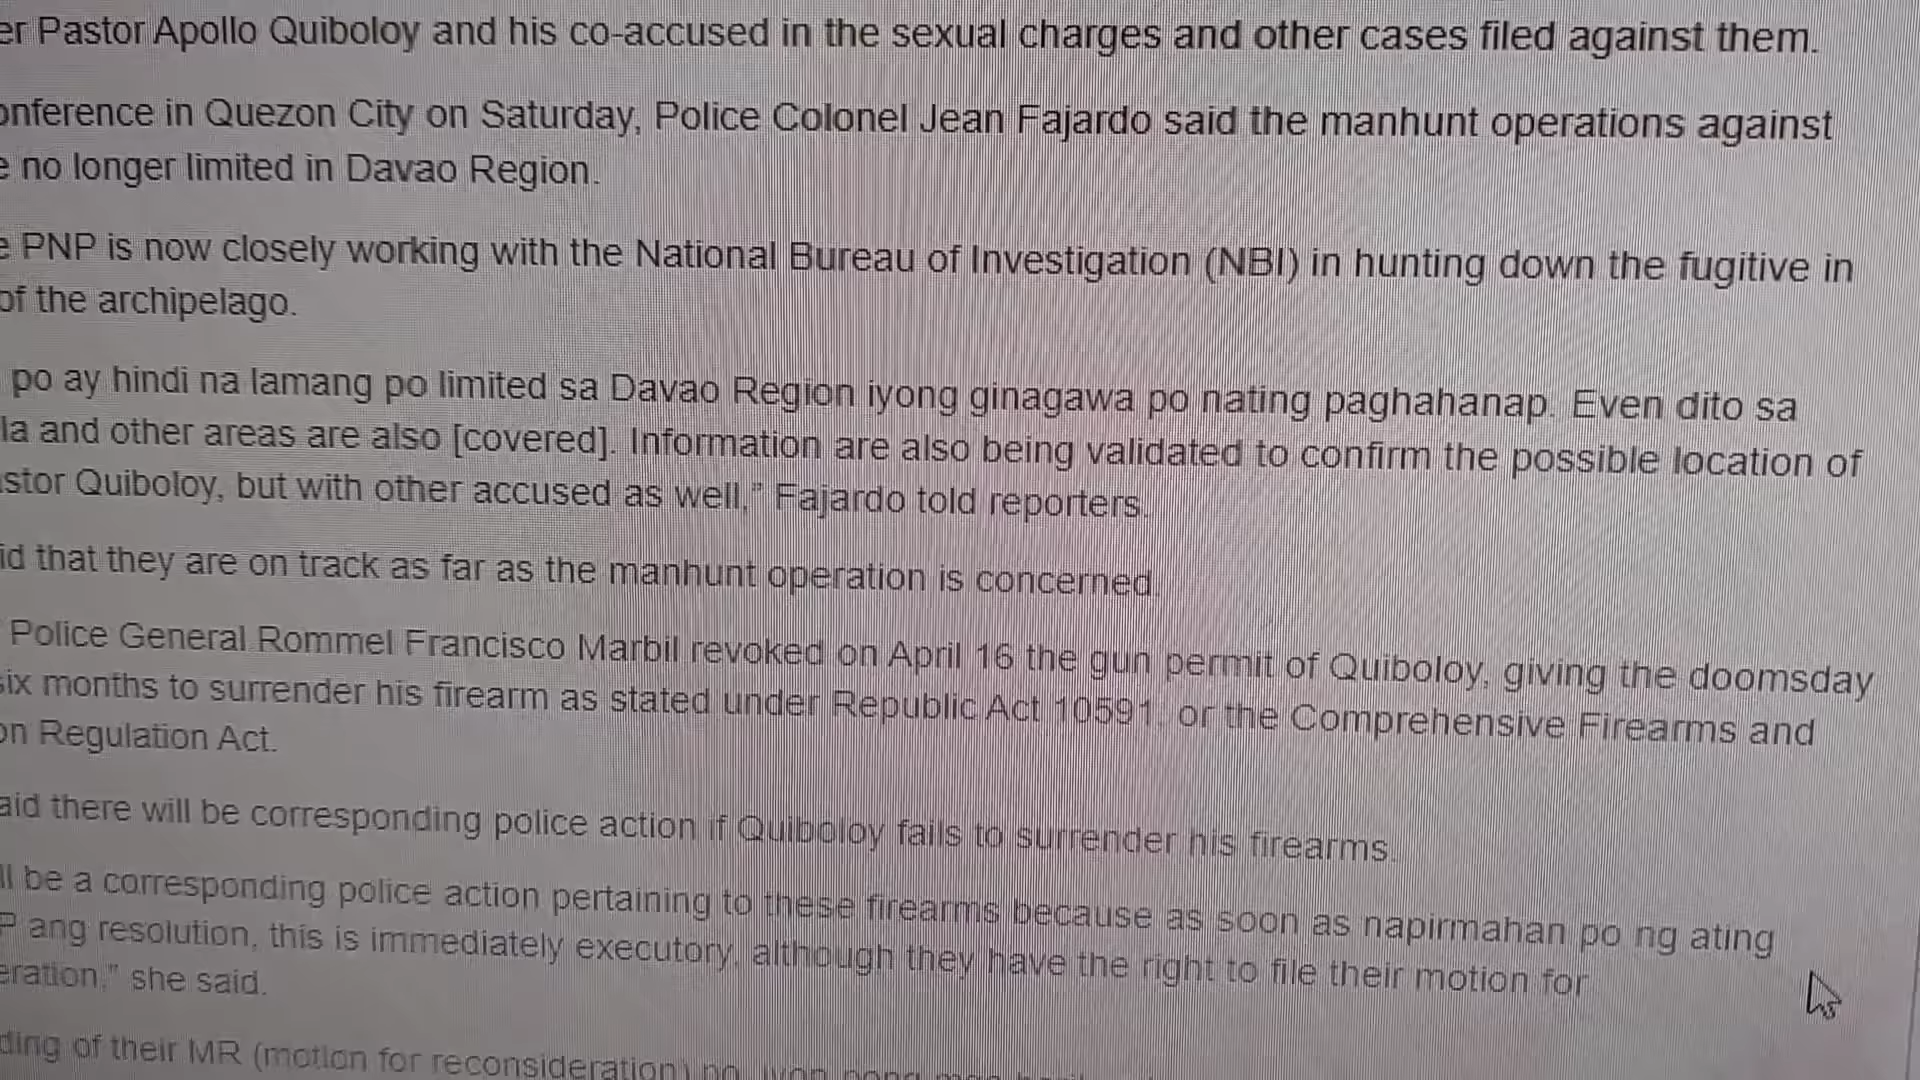 er Pastor Apollo Quiboloy and his co-accused in the sexual charges and other cases filed against them.
onference in Quezon City on Saturday, Police Colonel Jean Fajardo said the manhunt operations against
e no longer limited in Davao Region.
e PNP is now closely working with the National Bureau of Investigation (NBI) in hunting down the fugitive in
of the archipelago.
po ay hindi na lamang po limited sa Davao Region iyong ginagawa po nating paghahanap. Even dito sa
la and other areas are also [covered]. Information are also being validated to confirm the possible location of
stor Quiboloy, but with other accused as well," Fajardo told reporters.
id that they are on track as far as the manhunt operation is concerned.
Police General Rommel Francisco Marbil revoked on April 16 the gun permit of Quiboloy, giving the doomsday
six months to surrender his firearm as stated under Republic Act 10591, or the Comprehensive Firearms and
on Regulation Act.
aid there will be corresponding police action if Quiboloy fails to surrender his firearms.
ll be a corresponding police action pertaining to these firearms because as soon as napirmahan po ng ating
P ang resolution, this is immediately executory, although they have the right to file their motion for
eration," she said.
ding of their MR (motion for reconsideration) po,